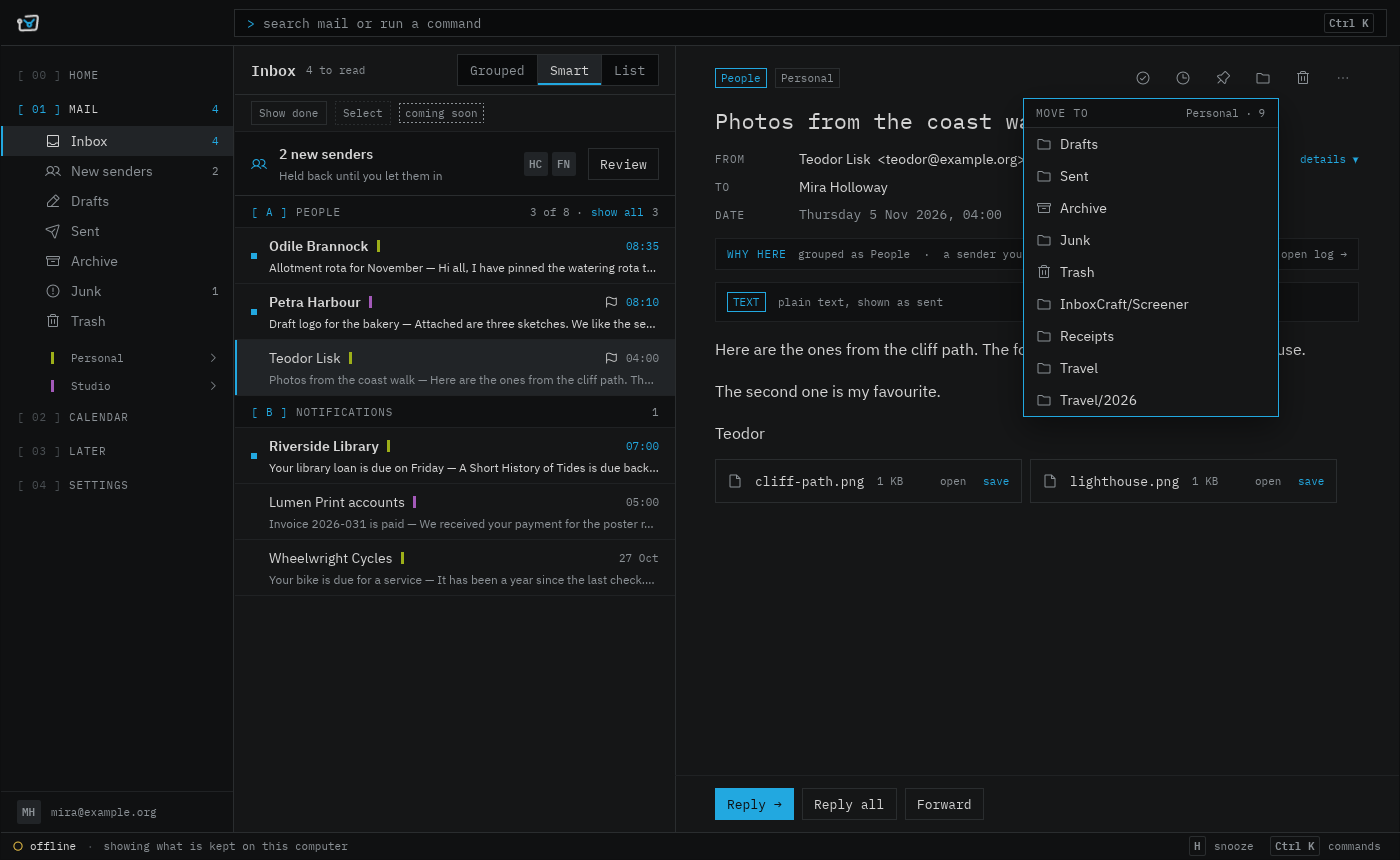 > search mail or run a command Ctrl K
[ 00 ] HOME
[ 01 ] MAIL 4
Inbox 4
New senders 2
Drafts
Sent
Archive
Junk 1
Trash
Personal
Studio
[ 02 ] CALENDAR
[ 03 ] LATER
[ 04 ] SETTINGS
MH mira@example.org
Inbox 4 to read Grouped Smart List
Show done Select coming soon
2 new senders
Held back until you let them in
HC FN Review
[ A ] PEOPLE 3 of 8 · show all 3
Odile Brannock 08:35
Allotment rota for November — Hi all, I have pinned the watering rota t…
Petra Harbour 08:10
Draft logo for the bakery — Attached are three sketches. We like the se…
Teodor Lisk 04:00
Photos from the coast walk — Here are the ones from the cliff path. Th…
[ B ] NOTIFICATIONS 1
Riverside Library 07:00
Your library loan is due on Friday — A Short History of Tides is due back…
Lumen Print accounts 05:00
Invoice 2026-031 is paid — We received your payment for the poster r…
Wheelwright Cycles 27 Oct
Your bike is due for a service — It has been a year since the last check.…
People Personal
Photos from the coast
FROM Teodor Lisk <teodor@example.org> details ▾
TO Mira Holloway
DATE Thursday 5 Nov 2026, 04:00
WHY HERE grouped as People · a sender you open log →
TEXT plain text, shown as sent
Here are the ones from the cliff path. The
The second one is my favourite.
Teodor
cliff-path.png 1 KB open save
lighthouse.png 1 KB open save
MOVE TO Personal · 9
Drafts
Sent
Archive
Junk
Trash
InboxCraft/Screener
Receipts
Travel
Travel/2026
Reply → Reply all Forward
offline · showing what is kept on this computer
H snooze Ctrl K commands